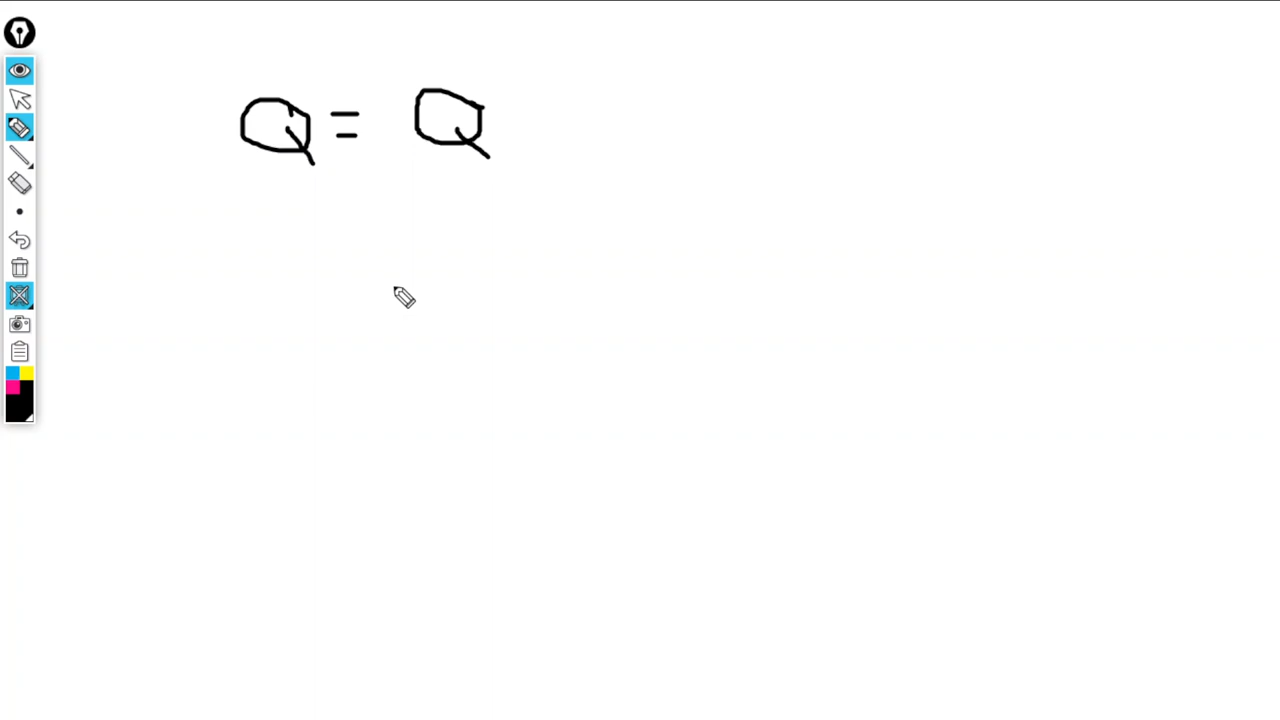 Q = Q